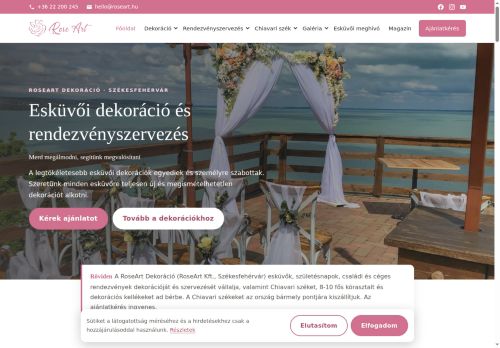 +36 22 200 245 hello@roseart.hu
Rose Art
Főoldal Dekoráció Rendezvényszervezés Chiavari szék Galéria Esküvői meghívó Magazin Ajánlatkérés
ROSEART DEKORÁCIÓ · SZÉKESFEHÉRVÁR
Esküvői dekoráció és
rendezvényszervezés
Merd megálmodni, segítünk megvalósítani
A legtökéletesebb esküvői dekorációk egyediek és személyre szabottak.
Szeretünk minden esküvőre teljesen új és megismételhetetlen
dekorációt alkotni.
Kérek ajánlatot Tovább a dekorációkhoz
Röviden A RoseArt Dekoráció (RoseArt Kft., Székesfehérvár) esküvők, születésnapok, családi és céges
rendezvények dekorációját és szervezését vállalja, valamint Chiavari széket, 8-10 fős körasztalt és
dekorációs kellékeket ad bérbe. A Chiavari székeket az ország bármely pontjára kiszállítjuk. Az
ajánlatkérés ingyenes.
Sütiket a látogatottság méréséhez és a hirdetésekhez csak a
hozzájárulásoddal használunk. Részletek
Elutasítom Elfogadom